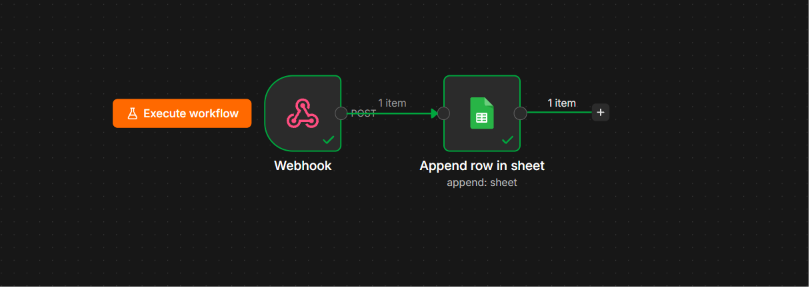 Execute workflow
POST
1 item
1 item
Webhook
Append row in sheet
append: sheet